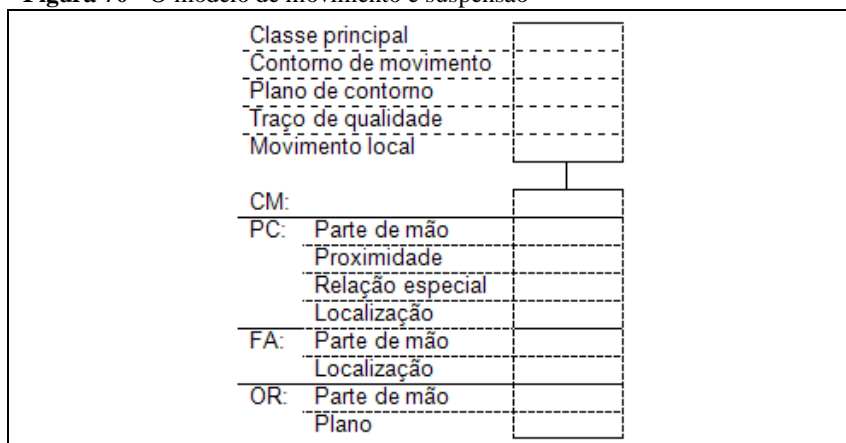 Figura 70 - O modelo de movimento e suspensão
Classe principal
Contorno de movimento
Plano de contorno
Traço de qualidade
Movimento local
CM:
PC: Parte de mão
Proximidade
Relação especial
Localização
FA: Parte de mão
Localização
OR: Parte de mão
Plano